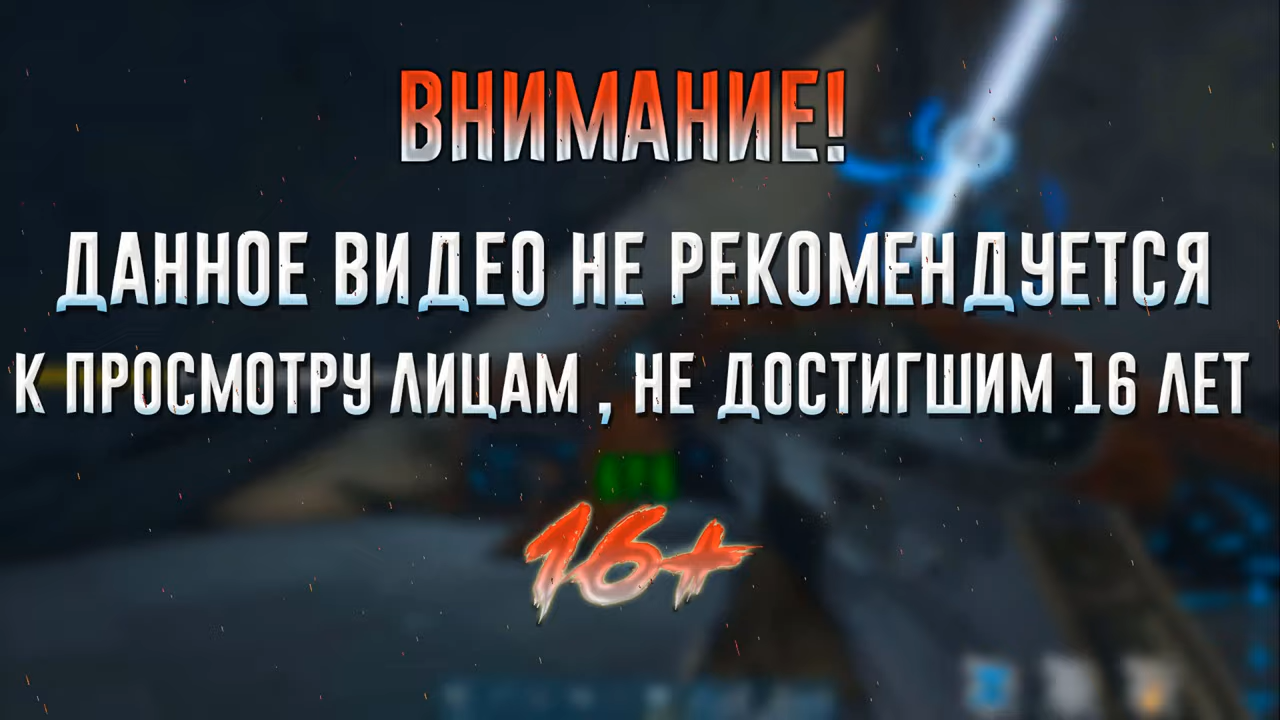 ВНИМАНИЕ!
ДАННОЕ ВИДЕО НЕ РЕКОМЕНДУЕТСЯ
К ПРОСМОТРУ ЛИЦАМ , НЕ ДОСТИГШИМ 16 ЛЕТ
16+